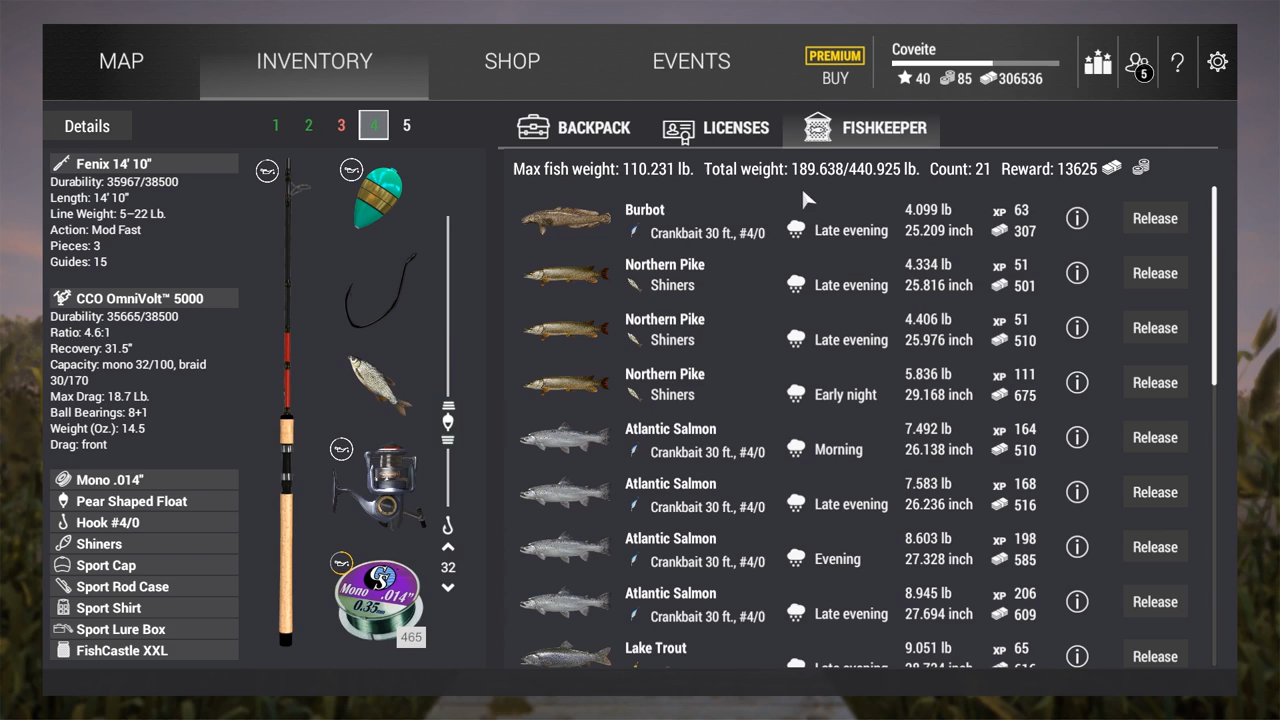 MAP
INVENTORY
SHOP
EVENTS
PREMIUM
BUY
Coveite
40 85 306536
5
?
Details
1 2 3 4 5
BACKPACK
LICENSES
FISHKEEPER
Max fish weight: 110.231 lb. Total weight: 189.638/440.925 lb. Count: 21 Reward: 13625
Fenix 14' 10"
Durability: 35967/38500
Length: 14' 10"
Line Weight: 5–22 Lb.
Action: Mod Fast
Pieces: 3
Guides: 15
CCO OmniVolt™ 5000
Durability: 35665/38500
Ratio: 4.6:1
Recovery: 31.5"
Capacity: mono 32/100, braid
30/170
Max Drag: 18.7 Lb.
Ball Bearings: 8+1
Weight (Oz.): 14.5
Drag: front
Mono .014"
Pear Shaped Float
Hook #4/0
Shiners
Sport Cap
Sport Rod Case
Sport Shirt
Sport Lure Box
FishCastle XXL
Mono .014"
0.35mm
465
32
Burbot 4.099 lb XP 63
Crankbait 30 ft., #4/0 Late evening 25.209 inch 307 Release
Northern Pike 4.334 lb XP 51
Shiners Late evening 25.816 inch 501 Release
Northern Pike 4.406 lb XP 51
Shiners Late evening 25.976 inch 510 Release
Northern Pike 5.836 lb XP 111
Shiners Early night 29.168 inch 675 Release
Atlantic Salmon 7.492 lb XP 164
Crankbait 30 ft., #4/0 Morning 26.138 inch 510 Release
Atlantic Salmon 7.583 lb XP 168
Crankbait 30 ft., #4/0 Late evening 26.236 inch 516 Release
Atlantic Salmon 8.603 lb XP 198
Crankbait 30 ft., #4/0 Evening 27.328 inch 585 Release
Atlantic Salmon 8.945 lb XP 206
Crankbait 30 ft., #4/0 Late evening 27.694 inch 609 Release
Lake Trout 9.051 lb XP 65
Late evening Release